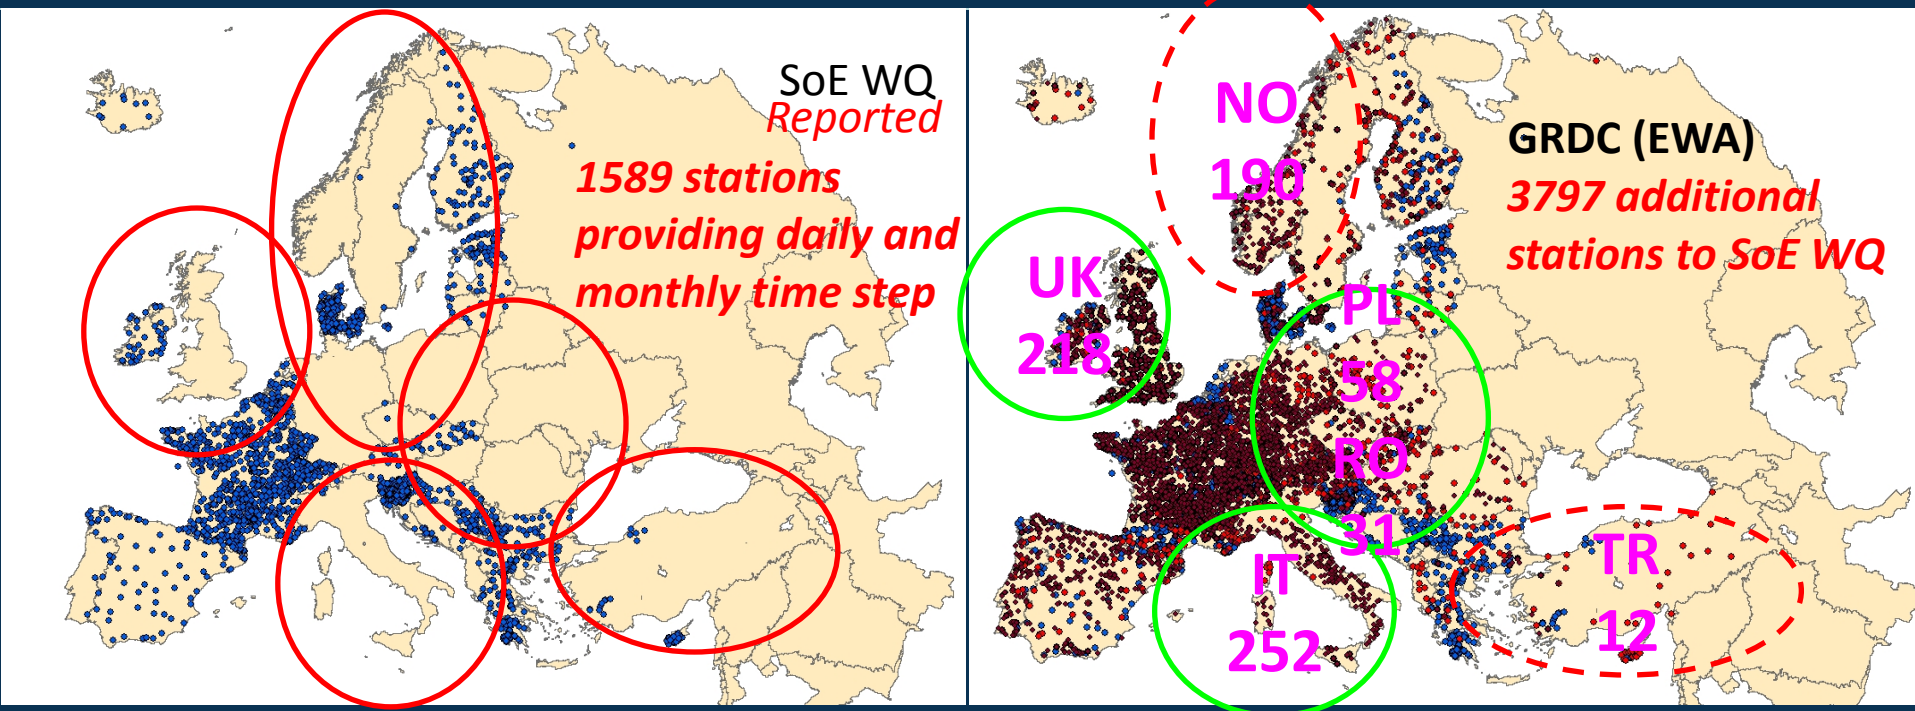 SoE WQ
Reported
1589 stations
providing daily and
monthly time step
NO
190
GRDC (EWA)
3797 additional
stations to SoE WQ
UK
218
PL
58
RO
31
IT
252
TR
12